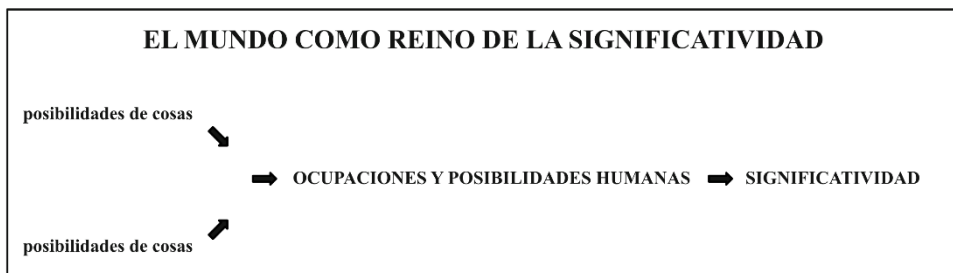 EL MUNDO COMO REINO DE LA SIGNIFICATIVIDAD
posibilidades de cosas
OCUPACIONES Y POSIBILIDADES HUMANAS SIGNIFICATIVIDAD
posibilidades de cosas